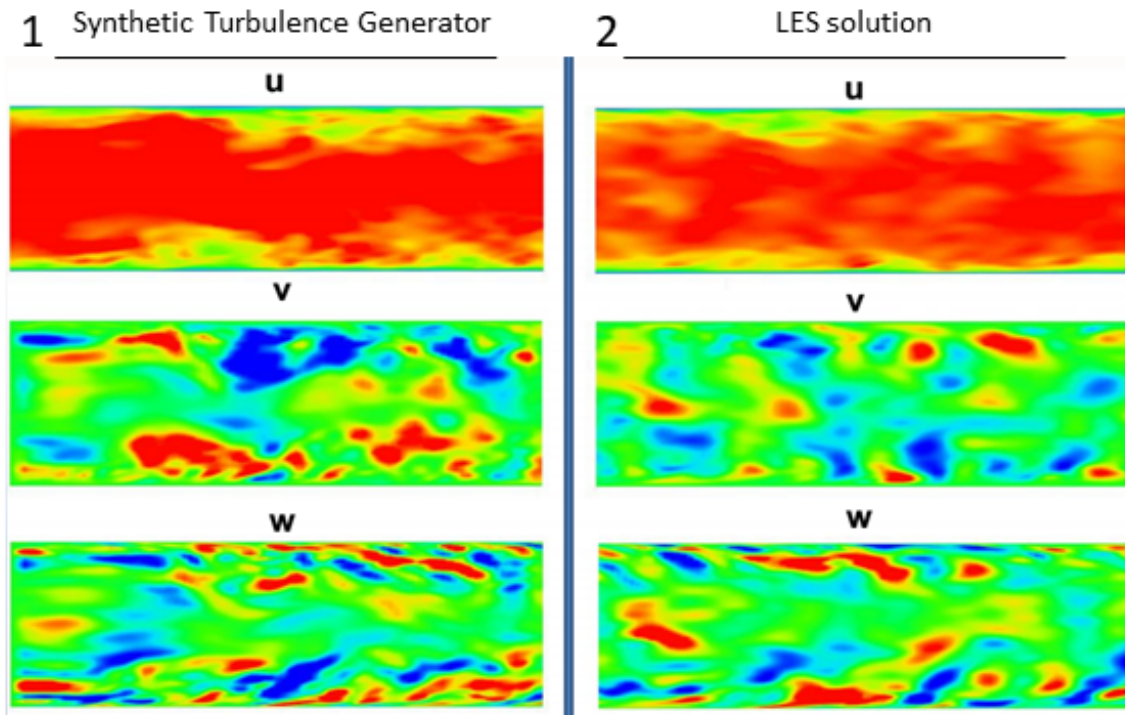 1 Synthetic Turbulence Generator
u
v
w
2 LES solution
u
v
w